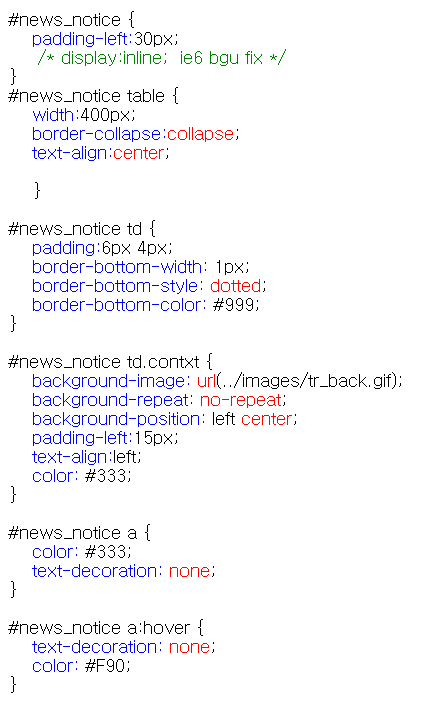 #news_notice {
padding-left:30px;
/* display:inline;  ie6 bgu fix */
}
#news_notice table {
width:400px;
border-collapse:collapse;
text-align:center;
}
#news_notice td {
padding:6px 4px;
border-bottom-width: 1px;
border-bottom-style: dotted;
border-bottom-color: #999;
}
#news_notice td.contxt {
background-image: url(../images/tr_back.gif);
background-repeat: no-repeat;
background-position: left center;
padding-left:15px;
text-align:left;
color: #333;
}
#news_notice a {
color: #333;
text-decoration: none;
}
#news_notice a:hover {
text-decoration: none;
color: #F90;
}